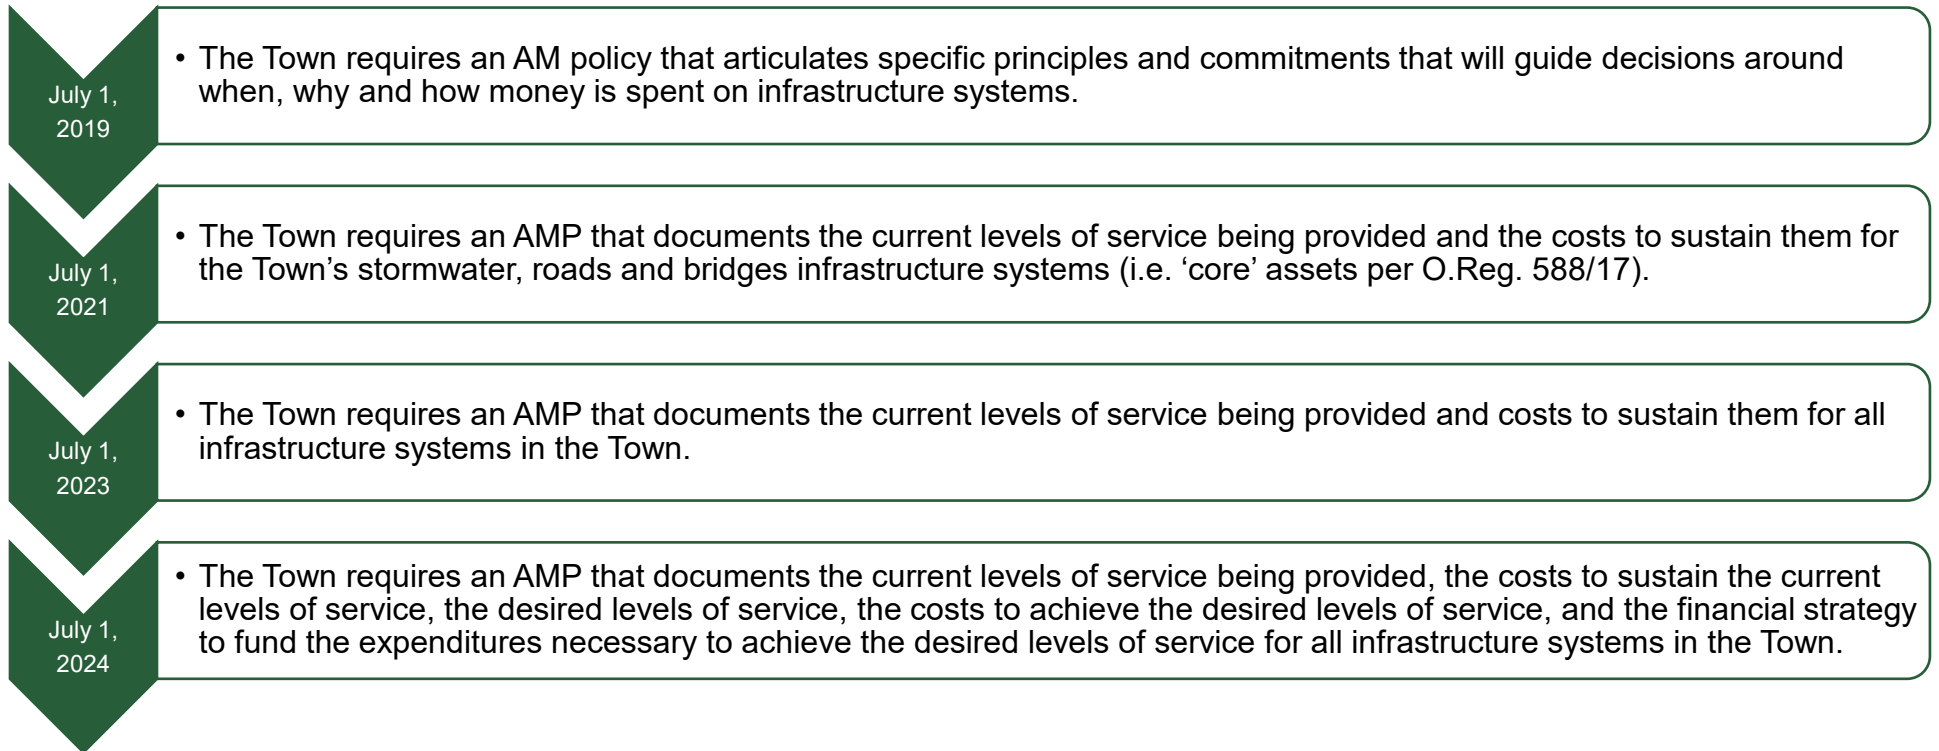 July 1,
2019
• The Town requires an AM policy that articulates specific principles and commitments that will guide decisions around
when, why and how money is spent on infrastructure systems.
July 1,
2021
• The Town requires an AMP that documents the current levels of service being provided and the costs to sustain them for
the Town’s stormwater, roads and bridges infrastructure systems (i.e. ‘core’ assets per O.Reg. 588/17).
July 1,
2023
• The Town requires an AMP that documents the current levels of service being provided and costs to sustain them for all
infrastructure systems in the Town.
July 1,
2024
• The Town requires an AMP that documents the current levels of service being provided, the costs to sustain the current
levels of service, the desired levels of service, the costs to achieve the desired levels of service, and the financial strategy
to fund the expenditures necessary to achieve the desired levels of service for all infrastructure systems in the Town.